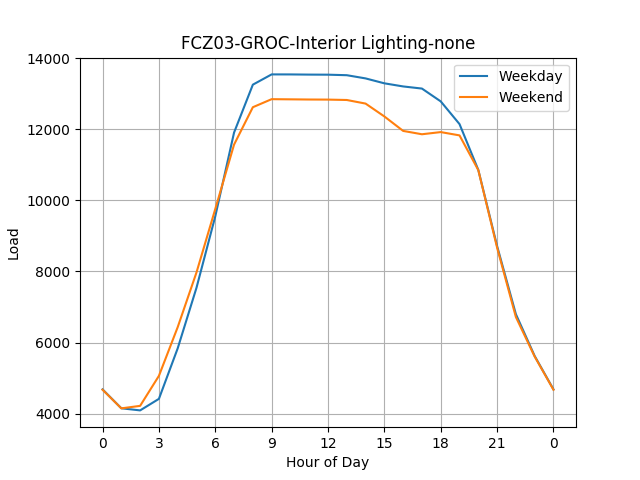 FCZ03-GROC-Interior Lighting-none
Weekday
Weekend
Load
14000
12000
10000
8000
6000
4000
0 3 6 9 12 15 18 21 0
Hour of Day